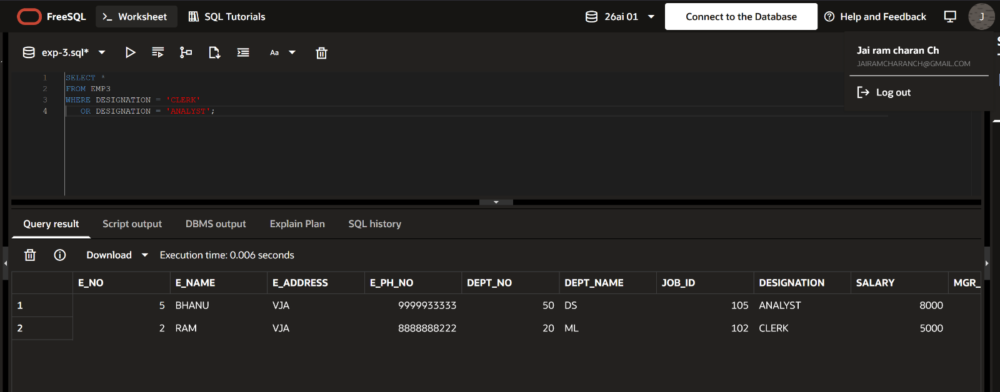 FreeSQL Worksheet SQL Tutorials 26ai 01 Connect to the Database Help and Feedback J
Jai ram charan Ch
JAIRAMCHARANCH@GMAIL.COM
Log out
exp-3.sql* Aa
1 SELECT *
2 FROM EMP3
3 WHERE DESIGNATION = 'CLERK'
4 OR DESIGNATION = 'ANALYST';
Query result Script output DBMS output Explain Plan SQL history
Download Execution time: 0.006 seconds
E_NO E_NAME E_ADDRESS E_PH_NO DEPT_NO DEPT_NAME JOB_ID DESIGNATION SALARY MGR_
1 5 BHANU VJA 9999933333 50 DS 105 ANALYST 8000
2 2 RAM VJA 8888888222 20 ML 102 CLERK 5000